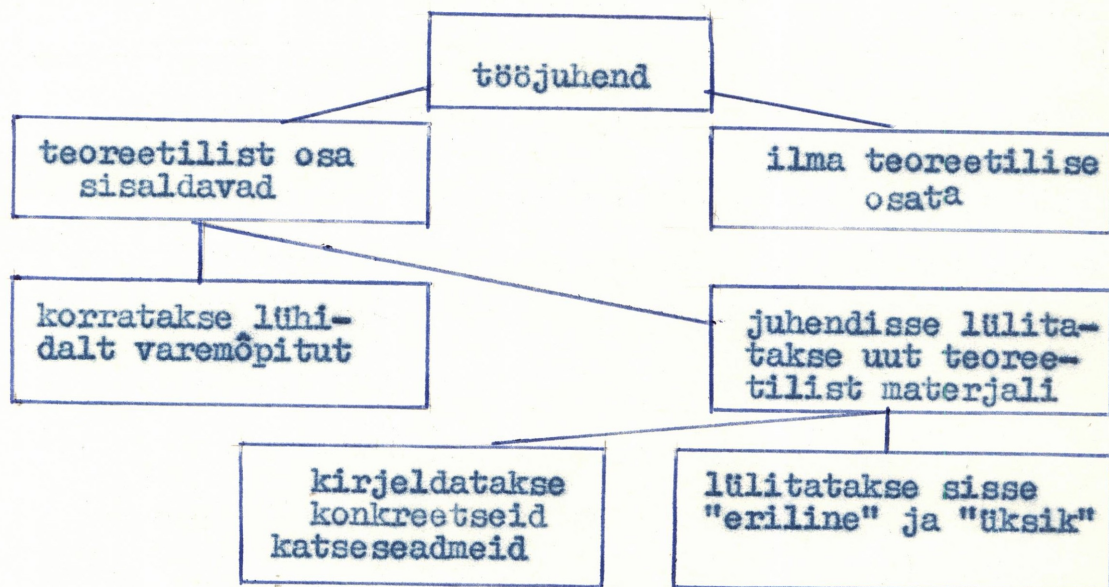 tööjuhend
teoreetilist osa
sisaldavad
ilma teoreetilise
osata
korratakse lühi-
dalt varemõpitut
juhendisse lülita-
takse uut teoree-
tilist materjali
kirjeldatakse
konkreetseid
katseseadmeid
lülitatakse sisse
"eriline" ja "üksik"